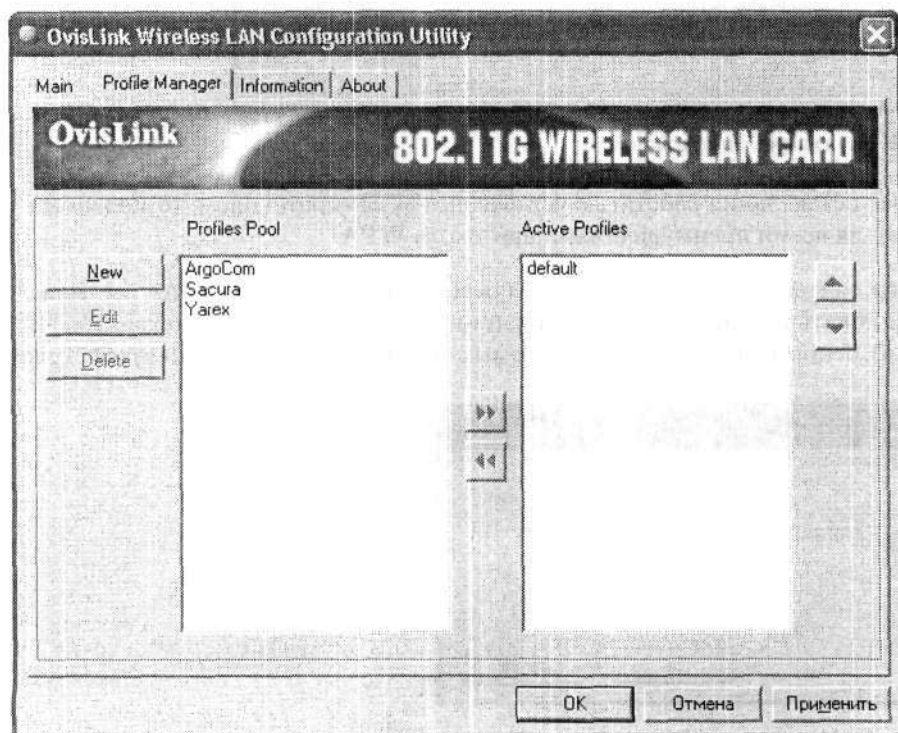 OvisLink Wireless LAN Configuration Utility
Main Profile Manager Information About
OvisLink
802.11G WIRELESS LAN CARD
Profiles Pool
Active Profiles
New
Edit
Delete
ArgoCom
Sacura
Yarex
default
OK Отмена Применить